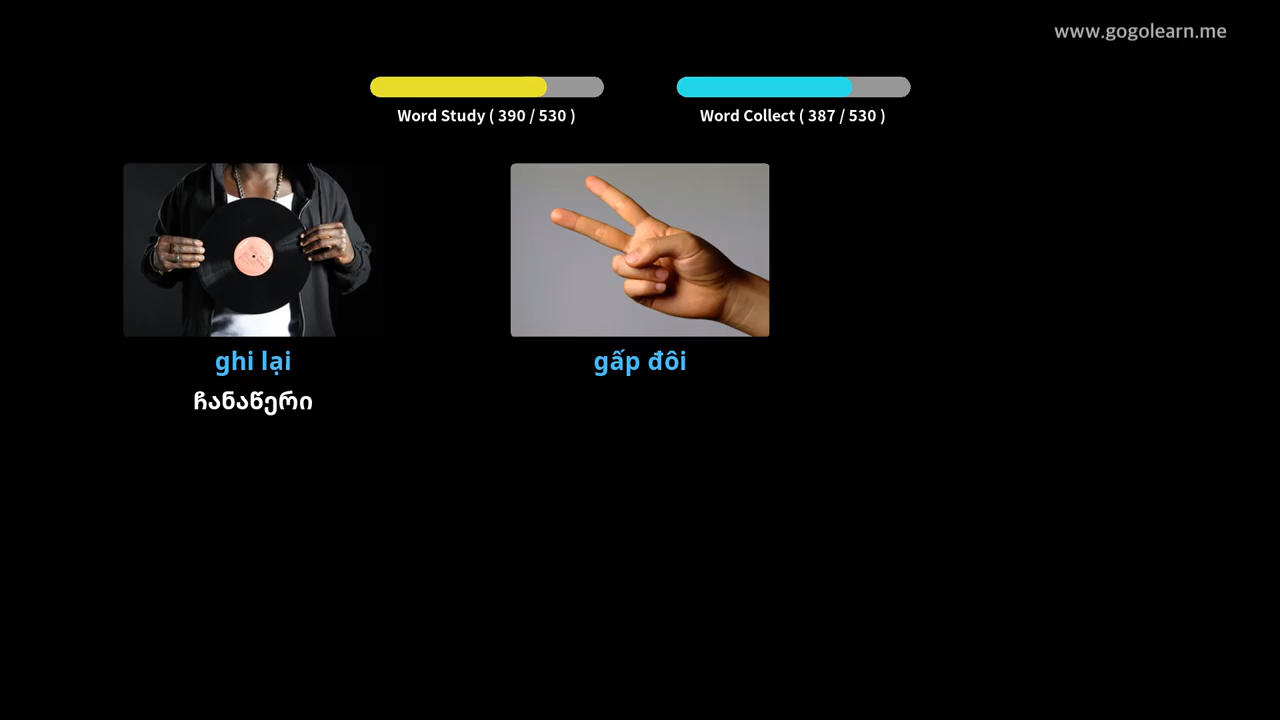 www.gogolearn.me
Word Study ( 390 / 530 )
Word Collect ( 387 / 530 )
ghi lại
gấp đôi
ჩანაწერი